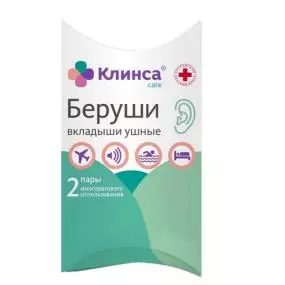 Клинса®
care
Беруши
вкладыши ушные
2 пары
многоразового
использования